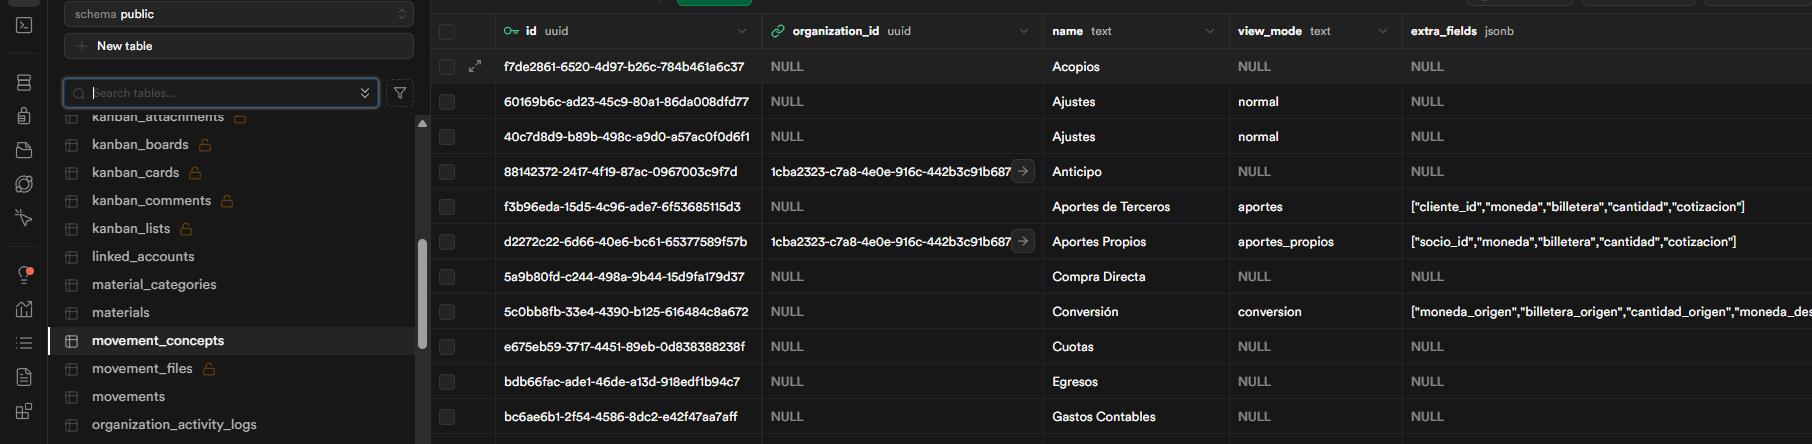 schema public
New table
Search tables...
kanban_attachments
kanban_boards
kanban_cards
kanban_comments
kanban_lists
linked_accounts
material_categories
materials
movement_concepts
movement_files
movements
organization_activity_logs
id uuid organization_id uuid name text view_mode text extra_fields jsonb
f7de2861-6520-4d97-b26c-784b461a6c37 NULL Acopios NULL NULL
60169b6c-ad23-45c9-80a1-86da008dfd77 NULL Ajustes normal NULL
40c7d8d9-b89b-498c-a9d0-a57ac0f0d6f1 NULL Ajustes normal NULL
88142372-2417-4f19-87ac-0967003c9f7d 1cba2323-c7a8-4e0e-916c-442b3c91b687 Anticipo NULL NULL
f3b96eda-15d5-4c96-ade7-6f53685115d3 NULL Aportes de Terceros aportes ["cliente_id","moneda","billetera","cantidad","cotizacion"]
d2272c22-6d66-40e6-bc61-65377589f57b 1cba2323-c7a8-4e0e-916c-442b3c91b687 Aportes Propios aportes_propios ["socio_id","moneda","billetera","cantidad","cotizacion"]
5a9b80fd-c244-498a-9b44-15d9fa179d37 NULL Compra Directa NULL NULL
5c0bb8fb-33e4-4390-b125-616484c8a672 NULL Conversión conversion ["moneda_origen","billetera_origen","cantidad_origen","moneda_des
e675eb59-3717-4451-89eb-0d838388238f NULL Cuotas NULL NULL
bdb66fac-ade1-46de-a13d-918edf1b94c7 NULL Egresos NULL NULL
bc6ae6b1-2f54-4586-8dc2-e42f47aa7aff NULL Gastos Contables NULL NULL